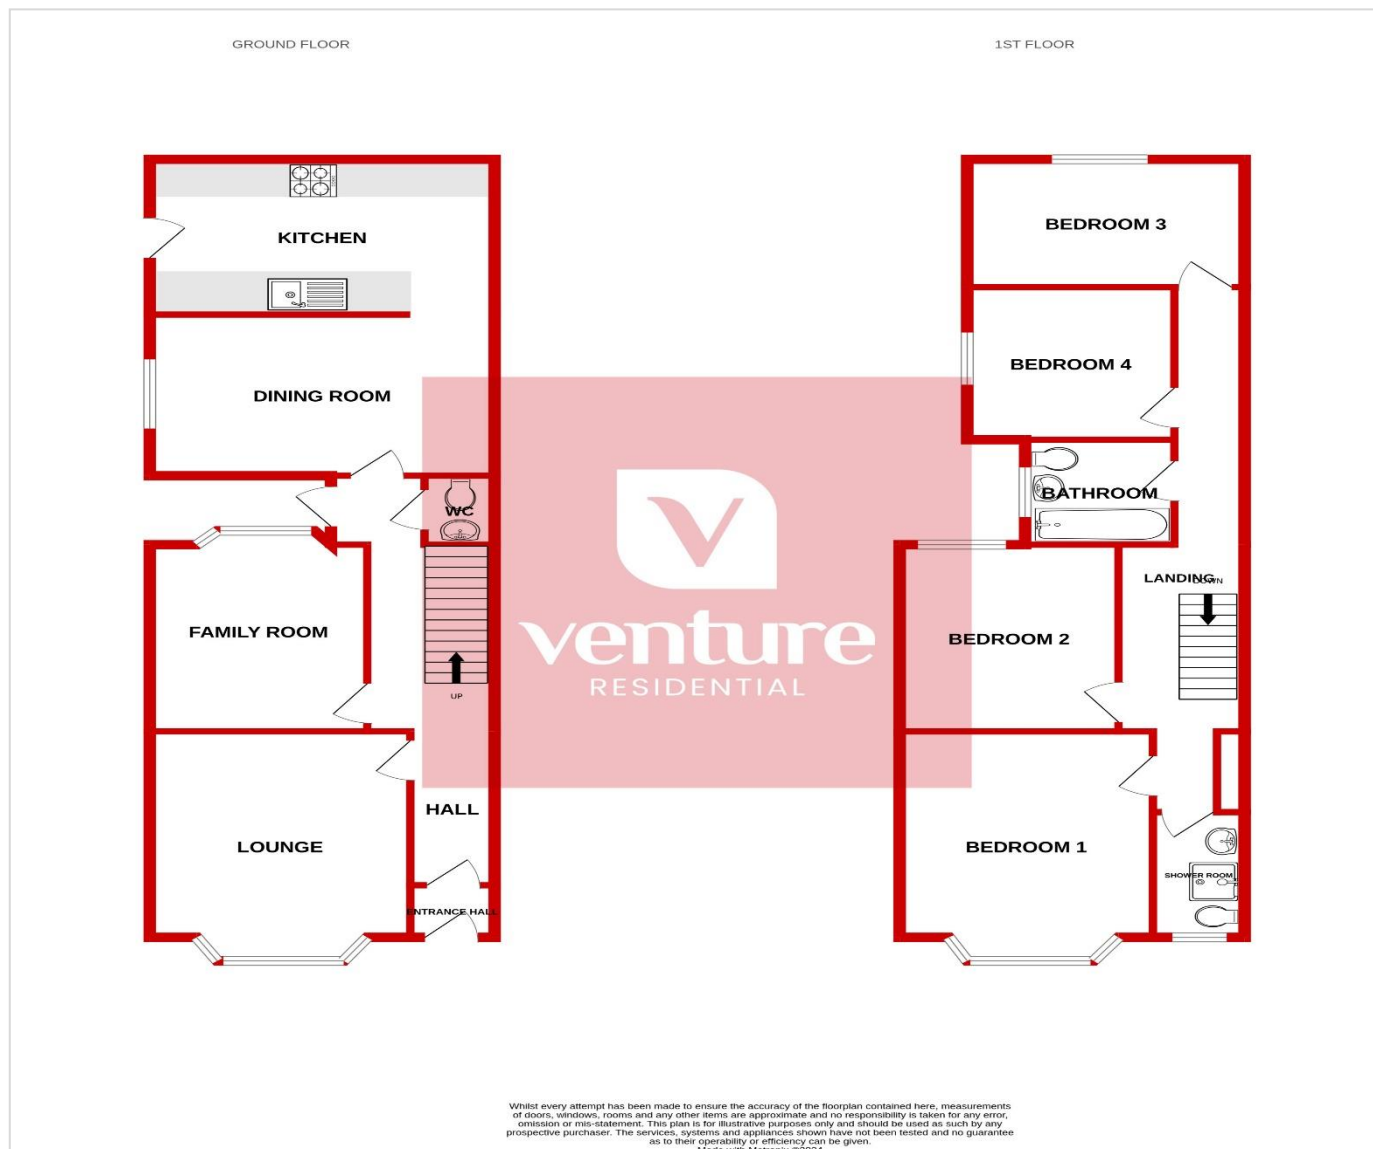 GROUND FLOOR
1ST FLOOR
KITCHEN
DINING ROOM
WC
FAMILY ROOM
UP
LOUNGE
HALL
ENTRANCE HALL
BEDROOM 3
BEDROOM 4
BATHROOM
LANDING
DOWN
BEDROOM 2
BEDROOM 1
SHOWER ROOM
venture
RESIDENTIAL
Whilst every attempt has been made to ensure the accuracy of the floorplan contained here, measurements
of doors, windows, rooms and any other items are approximate and no responsibility is taken for any error,
omission or mis-statement. This plan is for illustrative purposes only and should be used as such by any
prospective purchaser. The services, systems and appliances shown have not been tested and no guarantee
as to their operability or efficiency can be given.
Made with Metropix ©2024